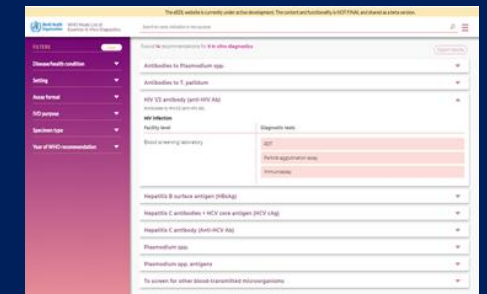 The eEDL website is currently under active development. The content and functionality is NOT FINAL and shared as a beta version.
World Health Organization
WHO Model List of Essential In Vitro Diagnostics
FILTERS
Disease/health condition
Setting
Assay format
IVD purpose
Specimen type
Year of WHO recommendation
recommendations for in vitro diagnostics
Antibodies to Plasmodium spp.
Antibodies to T. pallidum
HIV 1/2 antibody (anti-HIV Ab)
HIV infection
Facility level
Diagnostic tests
Blood screening laboratory
RDT
Particle agglutination assay
Immunoassay
Hepatitis B surface antigen (HBsAg)
Hepatitis C antibodies + HCV core antigen (HCV cAg)
Hepatitis C antibody (Anti-HCV Ab)
Plasmodium spp.
Plasmodium spp. antigens
To screen for other blood-transmitted microorganisms